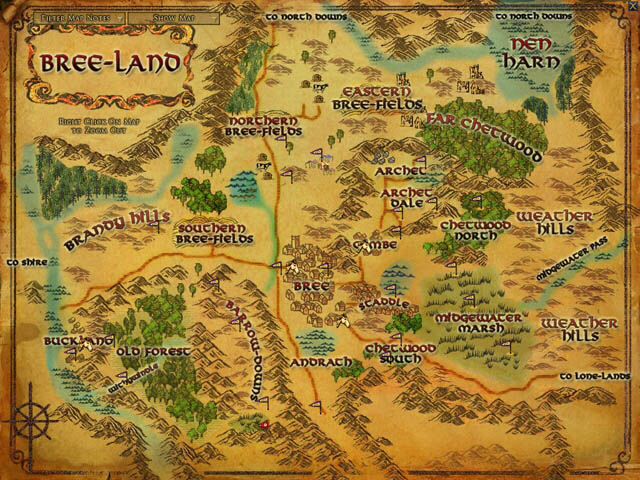 Filter Map Notes
Show Map
To North Downs
To North Downs
Bree-Land
Nen
Harn
Right Click On Map
To Zoom Out
Eastern
Bree-Fields
Northern
Bree-Fields
Far Chetwood
Archet
Archet
Dale
Brandy Hills
Southern
Bree-Fields
Chetwood
North
Weather
Hills
Combe
To Shire
Midgewater Pass
Bree
Staddle
Midgewater
Marsh
Weather
Hills
Buckland
Old Forest
Barrow-Downs
Andrath
Chetwood
South
Withywindle
To Lone-Lands